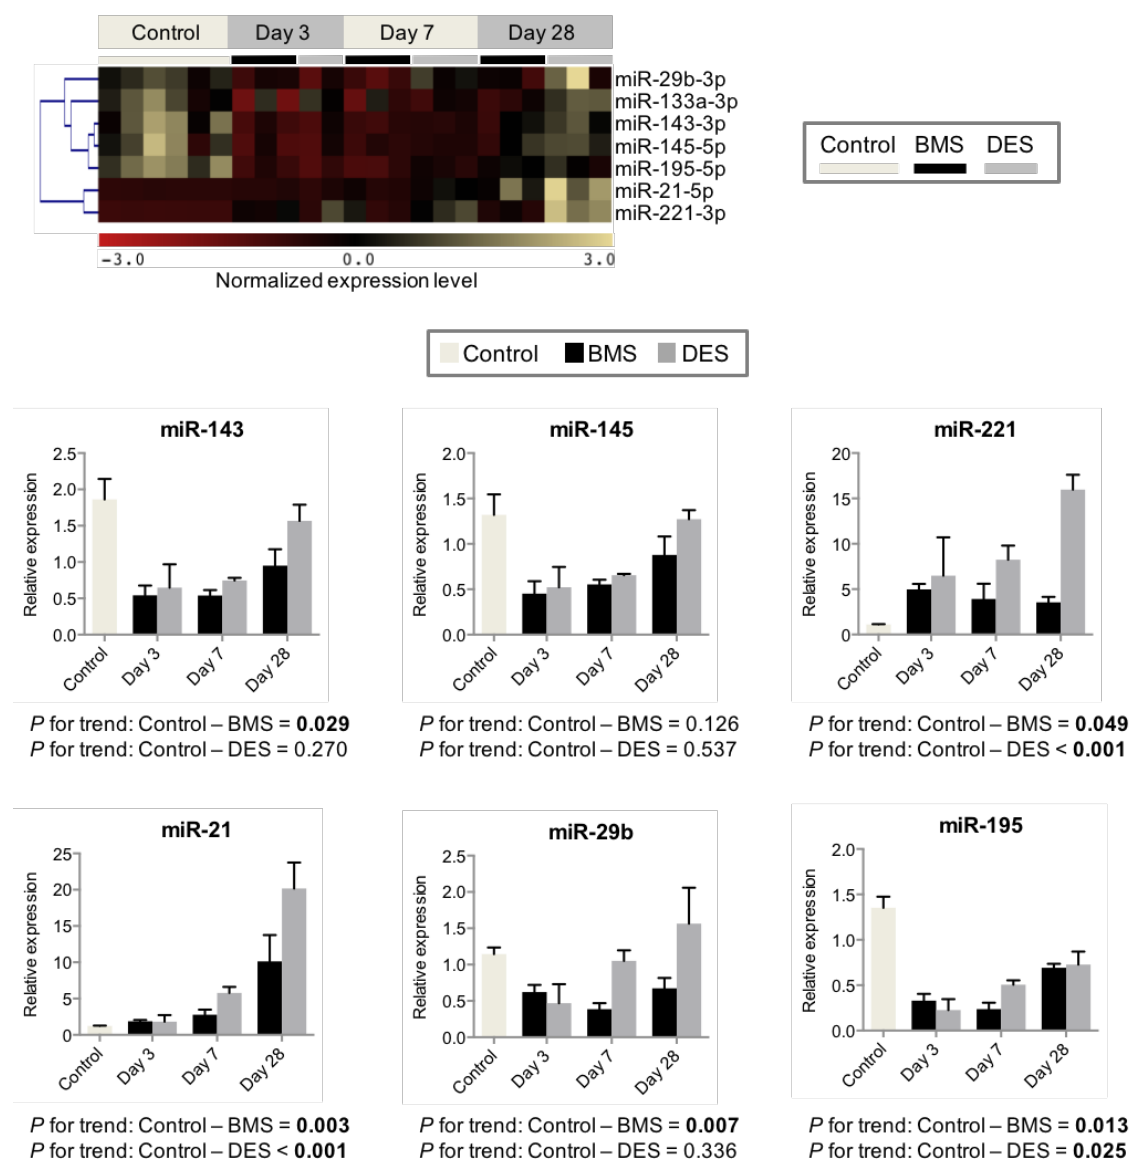 Control Day 3 Day 7 Day 28
miR-29b-3p
miR-133a-3p
miR-143-3p
miR-145-5p
miR-195-5p
miR-21-5p
miR-221-3p
Control BMS DES
-3.0 0.0 3.0
Normalized expression level
Control BMS DES
miR-143
2.5
2.0
1.5
1.0
0.5
0.0
Relative expression
Control Day 3 Day 7 Day 28
P for trend: Control – BMS = 0.029
P for trend: Control – DES = 0.270
miR-145
2.0
1.5
1.0
0.5
0.0
Relative expression
Control Day 3 Day 7 Day 28
P for trend: Control – BMS = 0.126
P for trend: Control – DES = 0.537
miR-221
20
15
10
5
0
Relative expression
Control Day 3 Day 7 Day 28
P for trend: Control – BMS = 0.049
P for trend: Control – DES < 0.001
miR-21
25
20
15
10
5
0
Relative expression
Control Day 3 Day 7 Day 28
P for trend: Control – BMS = 0.003
P for trend: Control – DES < 0.001
miR-29b
2.5
2.0
1.5
1.0
0.5
0.0
Relative expression
Control Day 3 Day 7 Day 28
P for trend: Control – BMS = 0.007
P for trend: Control – DES = 0.336
miR-195
2.0
1.5
1.0
0.5
0.0
Relative expression
Control Day 3 Day 7 Day 28
P for trend: Control – BMS = 0.013
P for trend: Control – DES = 0.025